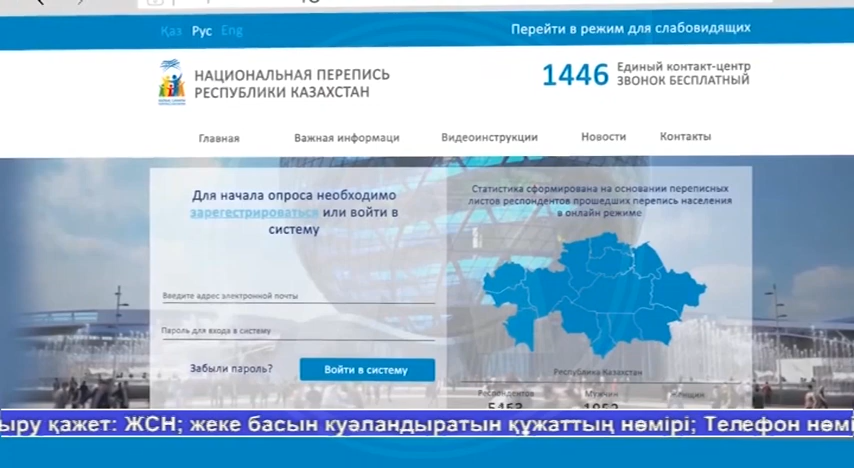 Қаз Рус Eng
Перейти в режим для слабовидящих
НАЦИОНАЛЬНАЯ ПЕРЕПИСЬ
РЕСПУБЛИКИ КАЗАХСТАН
1446
Единый контакт-центр
ЗВОНОК БЕСПЛАТНЫЙ
Главная
Важная информаци
Видеоинструкции
Новости
Контакты
Для начала опроса необходимо
зарегестрироваться или войти в
систему
Введите адрес электронной почты
Пароль для входа в систему
Забыли пароль?
Войти в систему
Статистика сформирована на основании переписных
листов респондентов прошедших перепись населения
в онлайн режиме
Республика Казахстан
Респондентов
Мужчин
Женщин
ыру қажет: ЖСН; жеке басын куәландыратын құжаттың нөмірі; Телефон нөмі